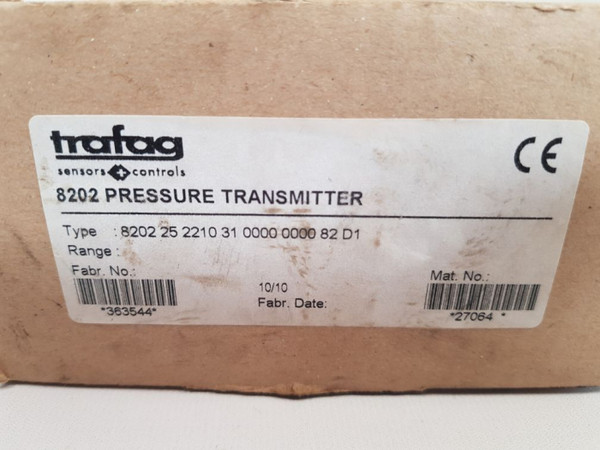 trafag
sensors controls
CE
8202 PRESSURE TRANSMITTER
Type : 8202 25 2210 31 0000 0000 82 D1
Range :
Fabr. No.:
*363544*
10/10
Fabr. Date:
Mat. No.:
*27064 *